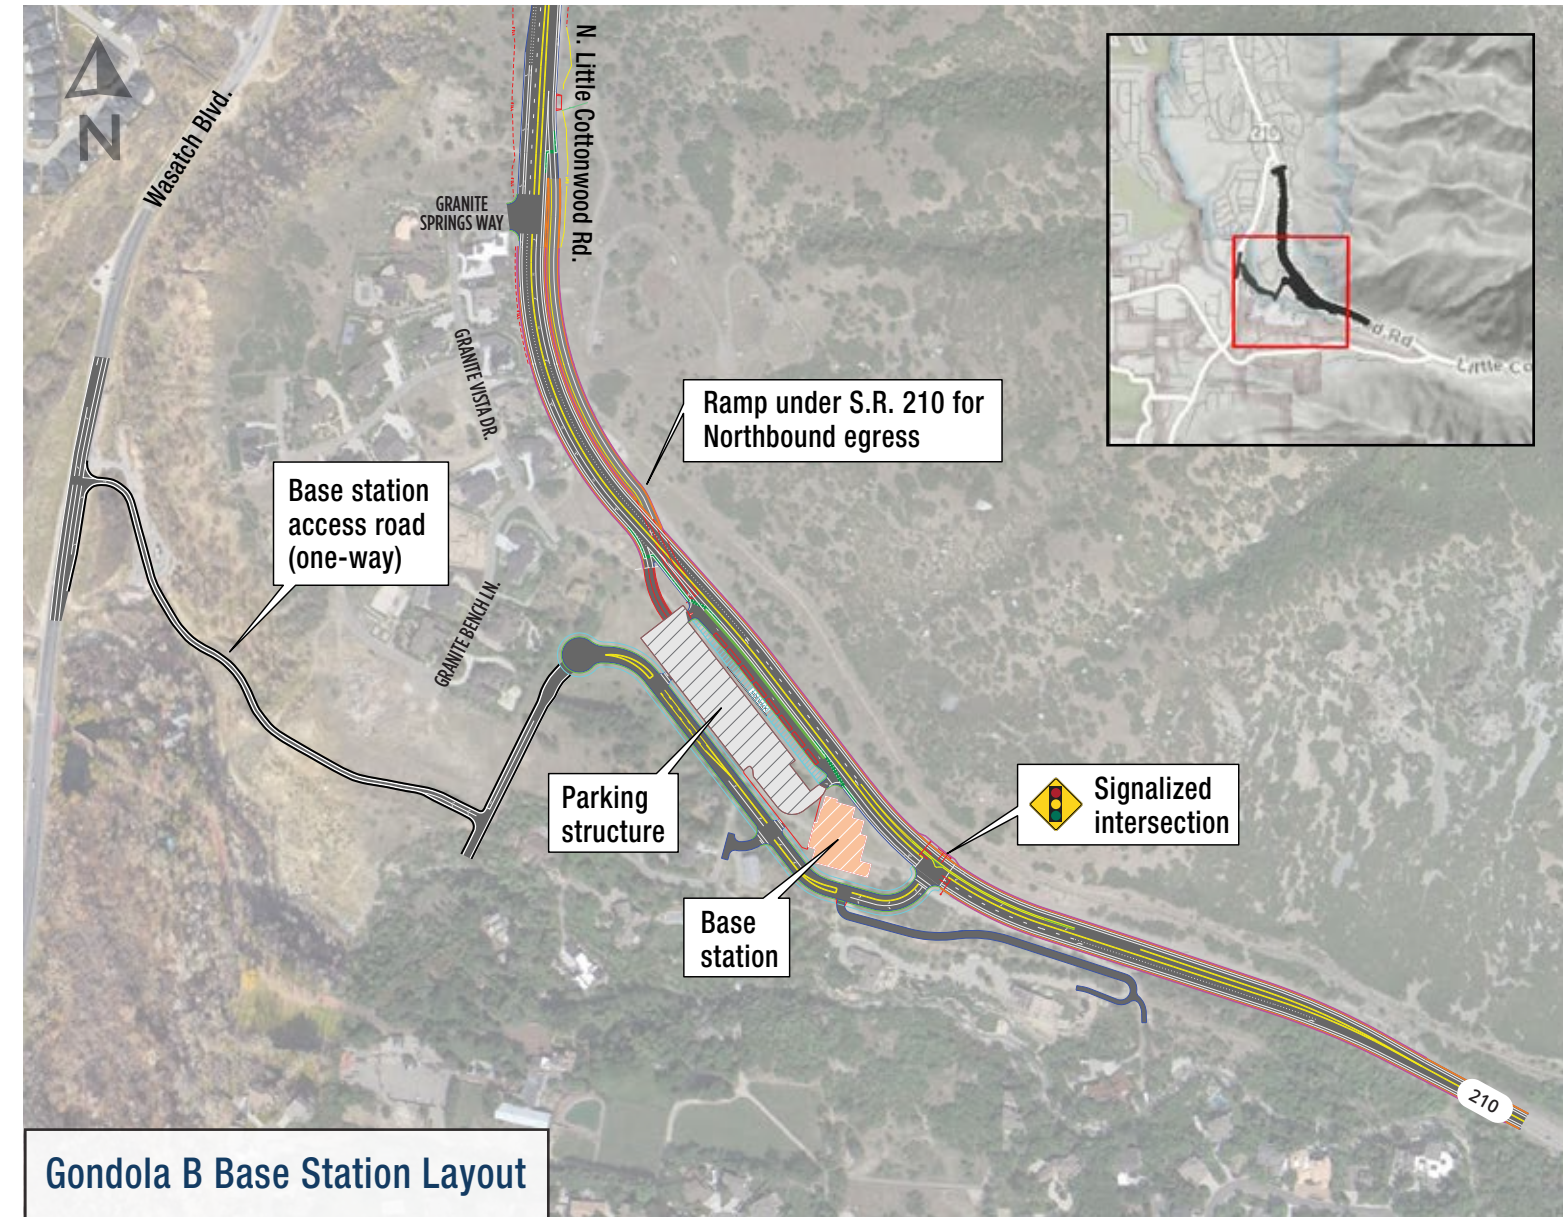 N
Wasatch Blvd.
N. Little Cottonwood Rd.
GRANITE
SPRINGS WAY
GRANITE VISTA DR.
GRANITE BENCH LN.
Ramp under S.R. 210 for
Northbound egress
Base station
access road
(one-way)
Parking
structure
Base
station
Signalized
intersection
210
210
d Rd
Little Co
Gondola B Base Station Layout